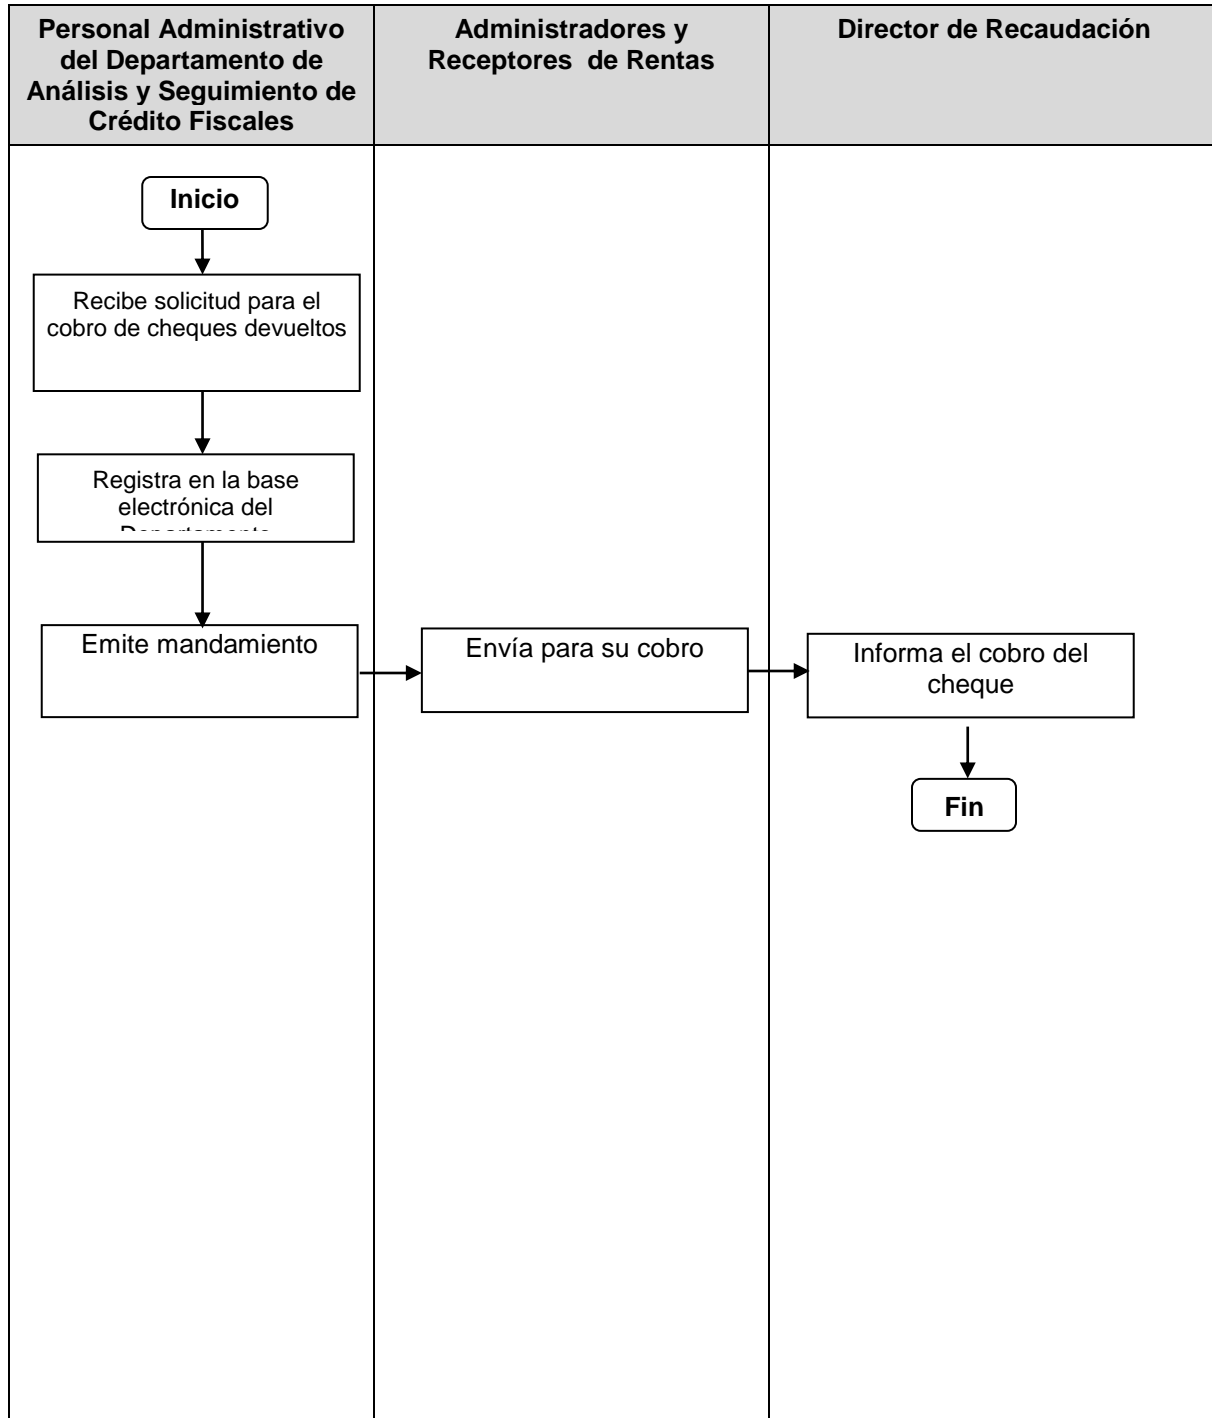 Personal Administrativo
del Departamento de
Análisis y Seguimiento de
Crédito Fiscales
Administradores y
Receptores de Rentas
Director de Recaudación
Inicio
Recibe solicitud para el
cobro de cheques devueltos
Registra en la base
electrónica del
Departamento
Emite mandamiento
Envía para su cobro
Informa el cobro del
cheque
Fin